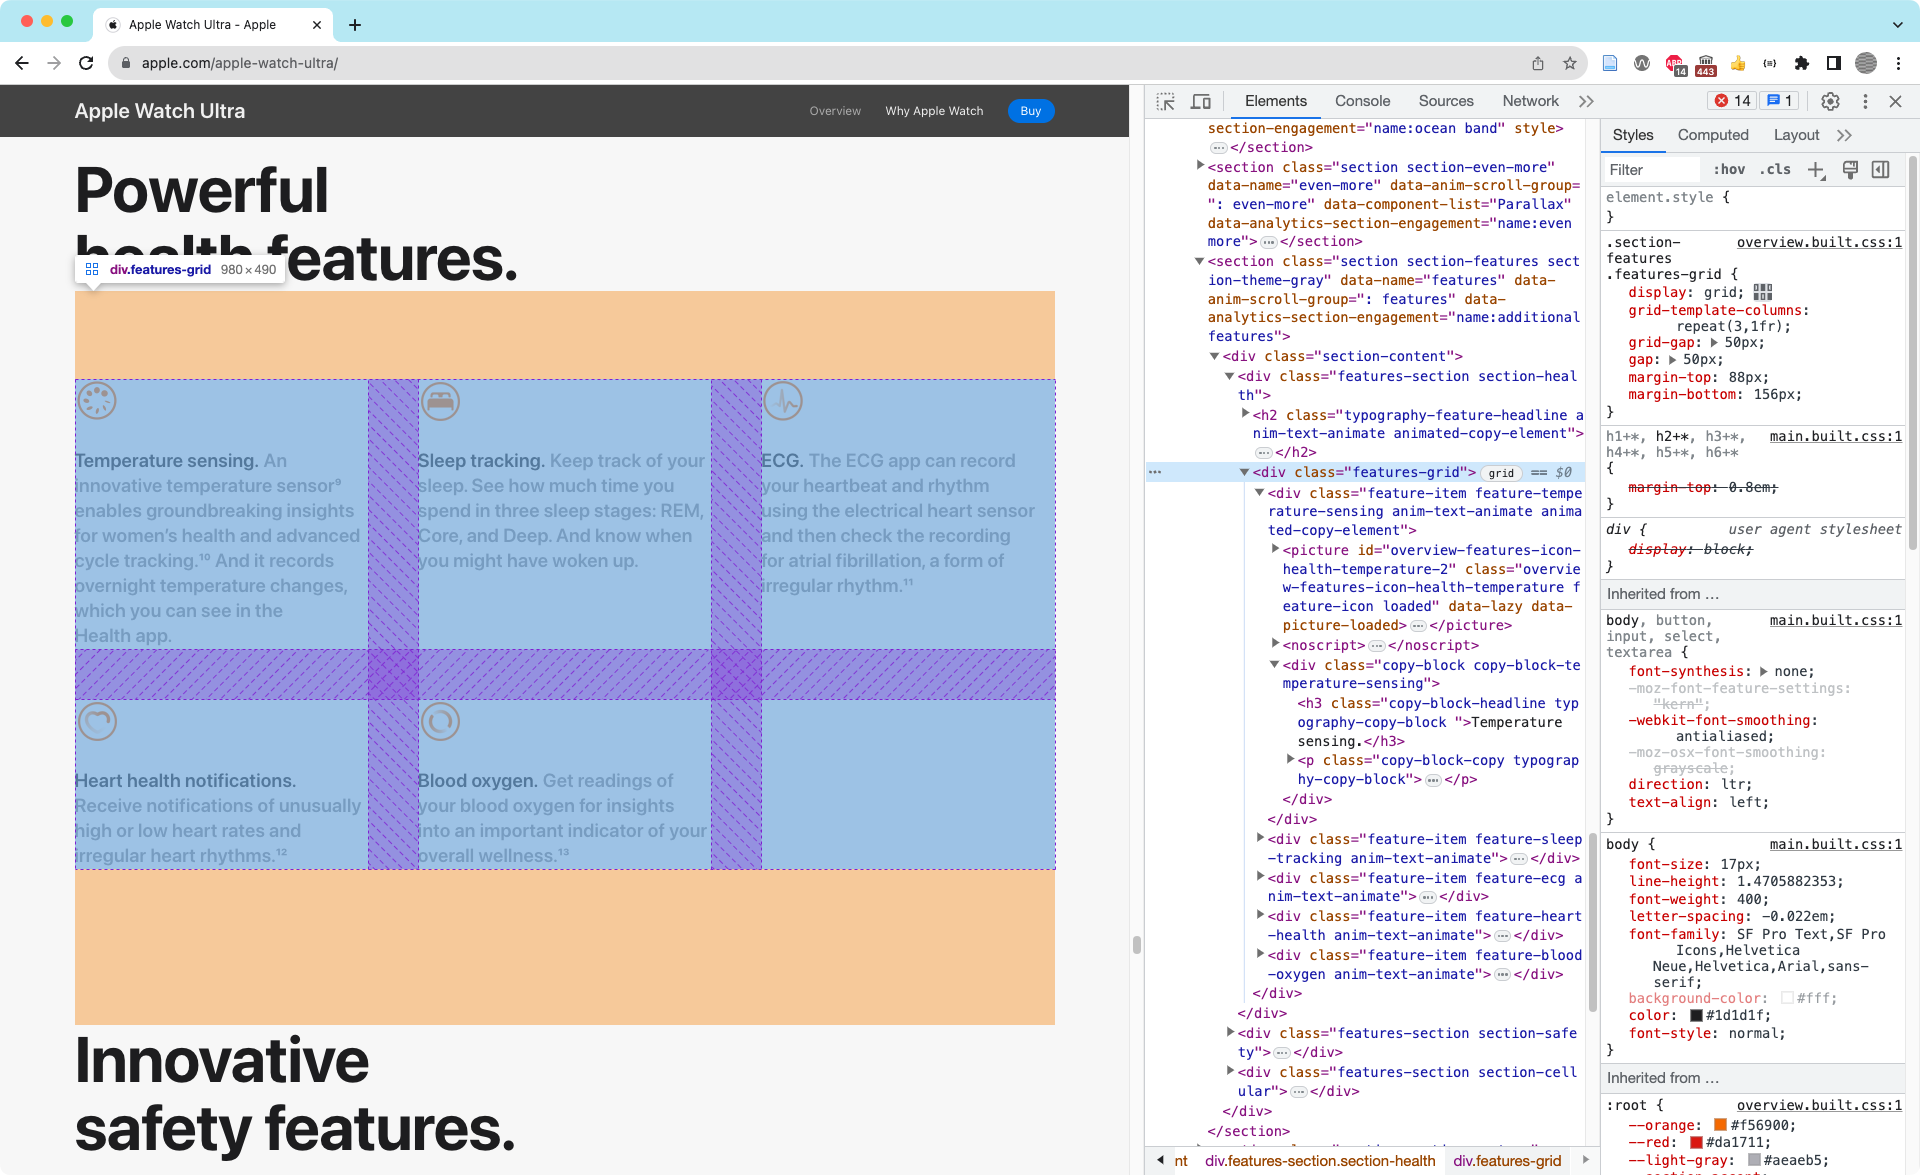 Apple Watch Ultra - Apple
apple.com/apple-watch-ultra/
ABP
14
443
Apple Watch Ultra
Overview
Why Apple Watch
Buy
Powerful
health features.
div.features-grid 980 × 490
Temperature sensing. An
innovative temperature sensor⁹
enables groundbreaking insights
for women’s health and advanced
cycle tracking.¹⁰ And it records
overnight temperature changes,
which you can see in the
Health app.
Sleep tracking. Keep track of your
sleep. See how much time you
spend in three sleep stages: REM,
Core, and Deep. And know when
you might have woken up.
ECG. The ECG app can record
your heartbeat and rhythm
using the electrical heart sensor
and then check the recording
for atrial fibrillation, a form of
irregular rhythm.¹¹
Heart health notifications.
Receive notifications of unusually
high or low heart rates and
irregular heart rhythms.¹²
Blood oxygen. Get readings of
your blood oxygen for insights
into an important indicator of your
overall wellness.¹³
Innovative
safety features.
Elements
Console
Sources
Network
14
1
section-engagement="name:ocean band" style>
</section>
<section class="section section-even-more"
data-name="even-more" data-anim-scroll-group=
": even-more" data-component-list="Parallax"
data-analytics-section-engagement="name:even
more"> </section>
<section class="section section-features sect
ion-theme-gray" data-name="features" data-
anim-scroll-group=": features" data-
analytics-section-engagement="name:additional
features">
<div class="section-content">
<div class="features-section section-heal
th">
<h2 class="typography-feature-headline a
nim-text-animate animated-copy-element">
</h2>
<div class="features-grid"> grid == $0
<div class="feature-item feature-tempe
rature-sensing anim-text-animate anima
ted-copy-element">
<picture id="overview-features-icon-
health-temperature-2" class="overvie
w-features-icon-health-temperature f
eature-icon loaded" data-lazy data-
picture-loaded> </picture>
<noscript> </noscript>
<div class="copy-block copy-block-te
mperature-sensing">
<h3 class="copy-block-headline typ
ography-copy-block ">Temperature
sensing.</h3>
<p class="copy-block-copy typograp
hy-copy-block"> </p>
</div>
</div>
<div class="feature-item feature-sleep
-tracking anim-text-animate"> </div>
<div class="feature-item feature-ecg a
nim-text-animate"> </div>
<div class="feature-item feature-heart
-health anim-text-animate"> </div>
<div class="feature-item feature-blood
-oxygen anim-text-animate"> </div>
</div>
</div>
<div class="features-section section-safe
ty"> </div>
<div class="features-section section-cell
ular"> </div>
</div>
</section>
nt div.features-section.section-health div.features-grid
Styles
Computed
Layout
Filter
:hov .cls
element.style {
}
.section- overview.built.css:1
features
.features-grid {
display: grid;
grid-template-columns:
repeat(3,1fr);
grid-gap: 50px;
gap: 50px;
margin-top: 88px;
margin-bottom: 156px;
}
h1+*, h2+*, h3+*, main.built.css:1
h4+*, h5+*, h6+*
{
margin-top: 0.8em;
}
div { user agent stylesheet
display: block;
}
Inherited from …
body, button, main.built.css:1
input, select,
textarea {
font-synthesis: none;
-moz-font-feature-settings:
"kern";
-webkit-font-smoothing:
antialiased;
-moz-osx-font-smoothing:
grayscale;
direction: ltr;
text-align: left;
}
body { main.built.css:1
font-size: 17px;
line-height: 1.4705882353;
font-weight: 400;
letter-spacing: -0.022em;
font-family: SF Pro Text,SF Pro
Icons,Helvetica
Neue,Helvetica,Arial,sans-
serif;
background-color: #fff;
color: #1d1d1f;
font-style: normal;
}
Inherited from …
:root { overview.built.css:1
--orange: #f56900;
--red: #da1711;
--light-gray: #aeaeb5;